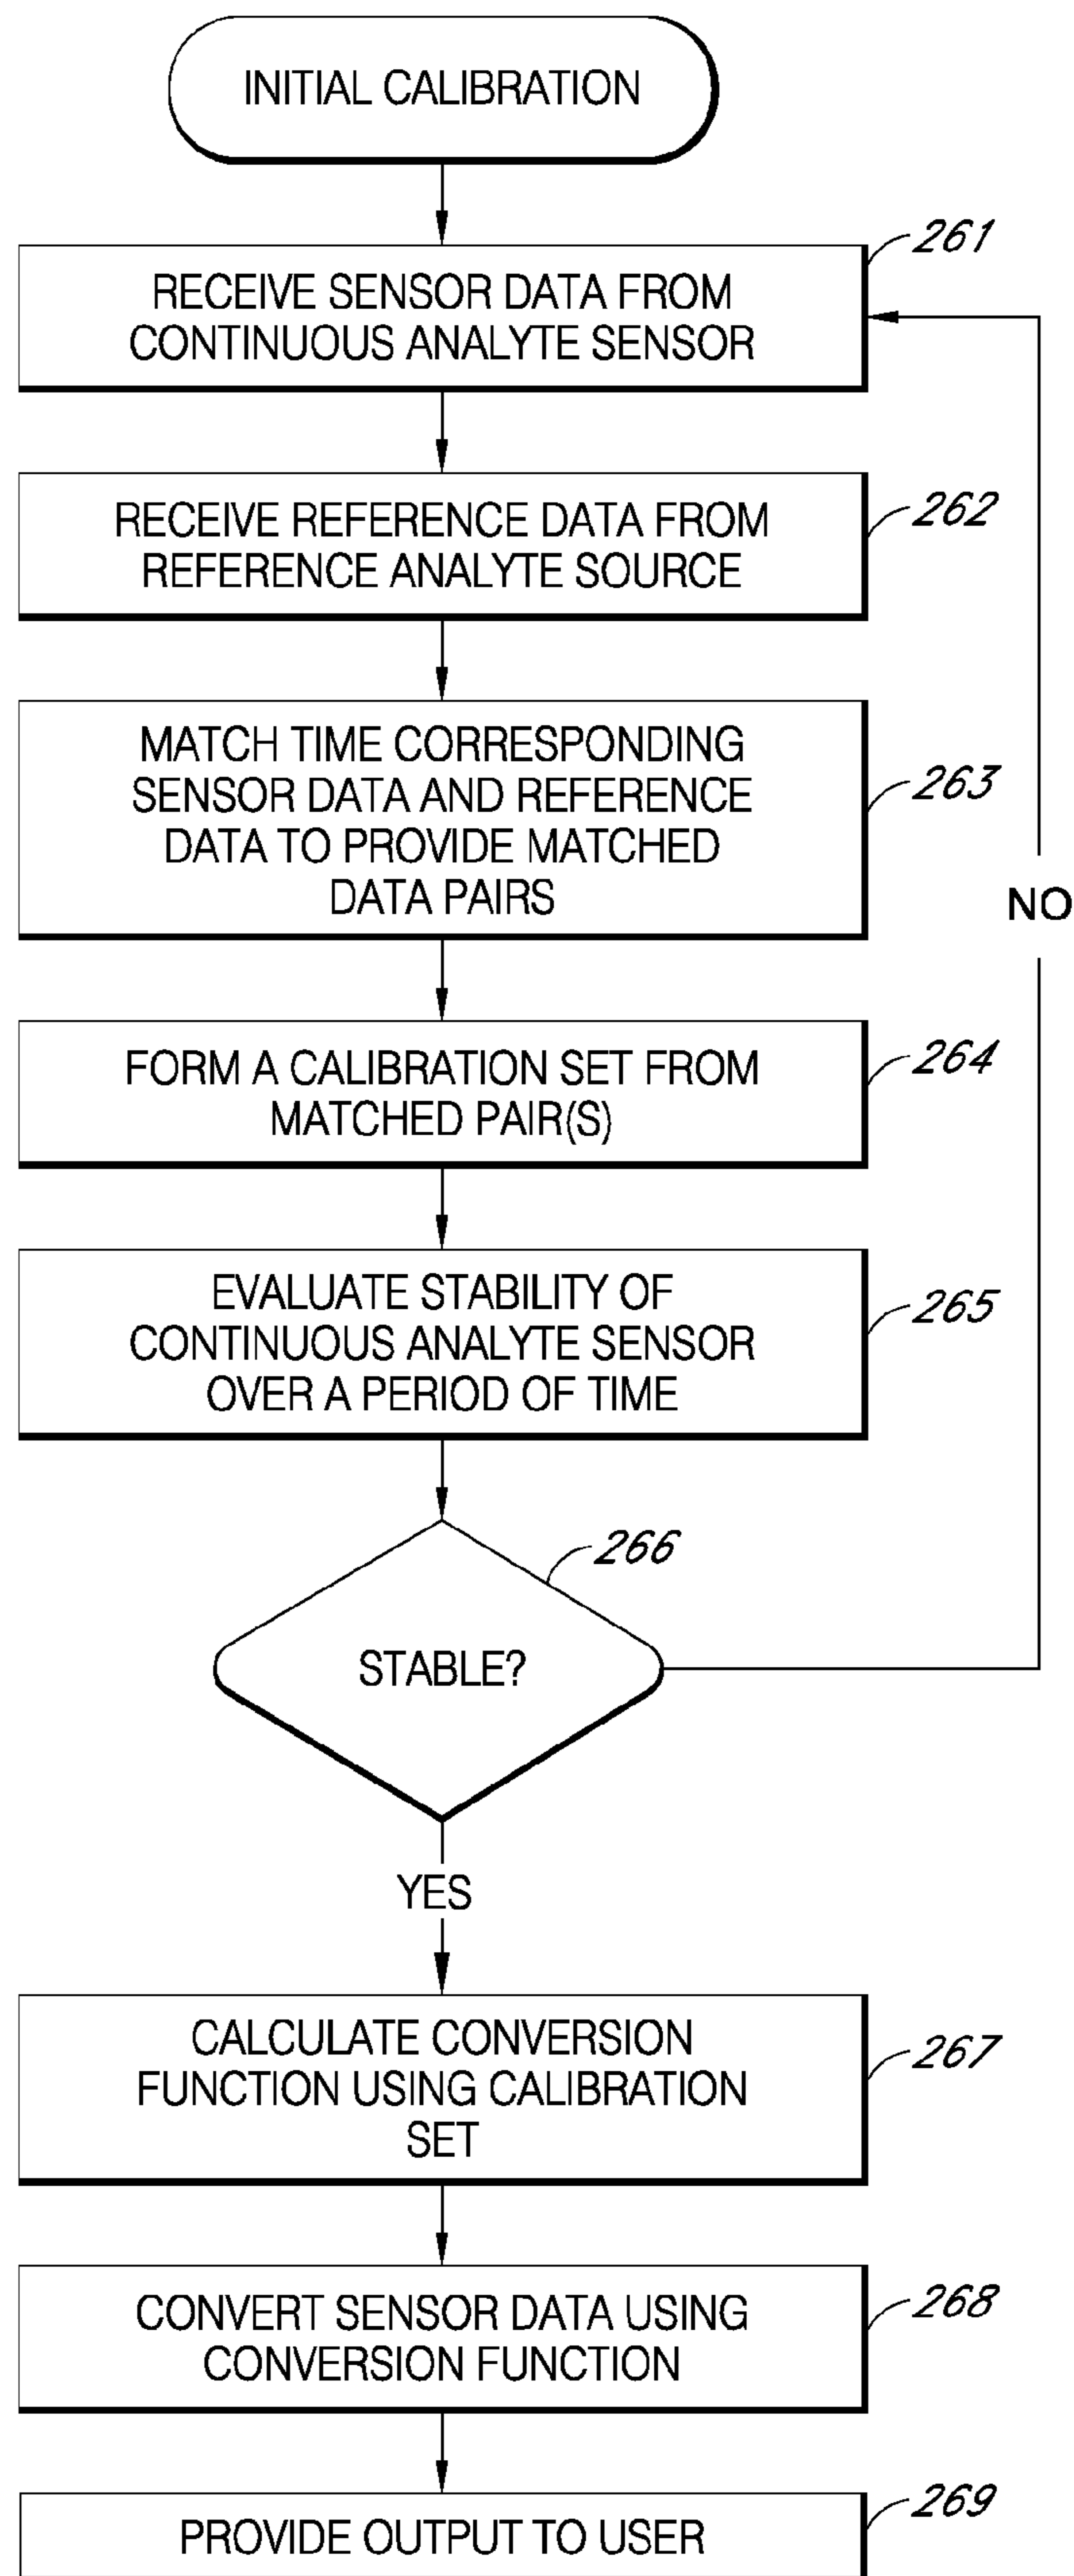 INITIAL CALIBRATION
261
RECEIVE SENSOR DATA FROM
CONTINUOUS ANALYTE SENSOR
262
RECEIVE REFERENCE DATA FROM
REFERENCE ANALYTE SOURCE
MATCH TIME CORRESPONDING
SENSOR DATA AND REFERENCE
DATA TO PROVIDE MATCHED
DATA PAIRS
263
NO
FORM A CALIBRATION SET FROM
MATCHED PAIR(S)
264
EVALUATE STABILITY OF
CONTINUOUS ANALYTE SENSOR
OVER A PERIOD OF TIME
265
266
STABLE?
YES
CALCULATE CONVERSION
FUNCTION USING CALIBRATION
SET
267
CONVERT SENSOR DATA USING
CONVERSION FUNCTION
268
269
PROVIDE OUTPUT TO USER